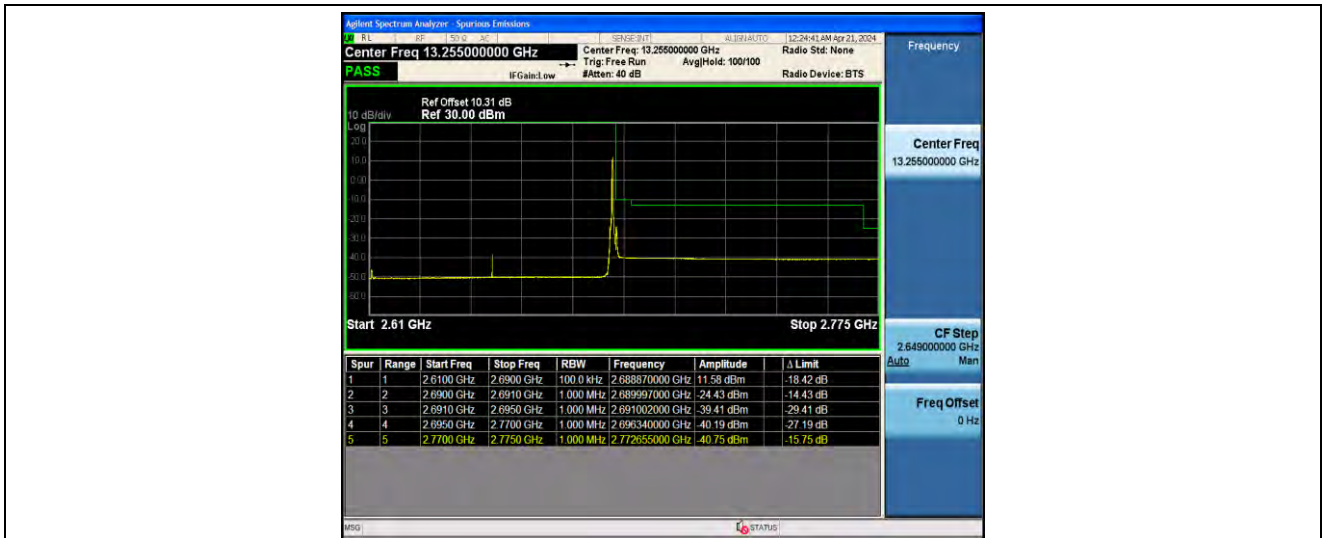 Agilent Spectrum Analyzer - Spurious Emissions
RL RF 50 Ω AC SENSE:INT ALIGNAUTO 12:24:41 AM Apr 21, 2024
Center Freq 13.255000000 GHz
Center Freq: 13.255000000 GHz
Radio Std: None
Trig: Free Run Avg|Hold: 100/100
PASS
IFGain:Low
#Atten: 40 dB
Radio Device: BTS
Ref Offset 10.31 dB
10 dB/div Ref 30.00 dBm
Log
20.0
10.0
0.00
-10.0
-20.0
-30.0
-40.0
-50.0
-60.0
Start 2.61 GHz Stop 2.775 GHz
Spur Range Start Freq Stop Freq RBW Frequency Amplitude Δ Limit
1 1 2.6100 GHz 2.6900 GHz 100.0 kHz 2.688870000 GHz 11.58 dBm -18.42 dB
2 2 2.6900 GHz 2.6910 GHz 1.000 MHz 2.689997000 GHz -24.43 dBm -14.43 dB
3 3 2.6910 GHz 2.6950 GHz 1.000 MHz 2.691002000 GHz -39.41 dBm -29.41 dB
4 4 2.6950 GHz 2.7700 GHz 1.000 MHz 2.696340000 GHz -40.19 dBm -27.19 dB
5 5 2.7700 GHz 2.7750 GHz 1.000 MHz 2.772655000 GHz -40.75 dBm -15.75 dB
MSG STATUS
Frequency
Center Freq
13.255000000 GHz
CF Step
2.649000000 GHz
Auto Man
Freq Offset
0 Hz